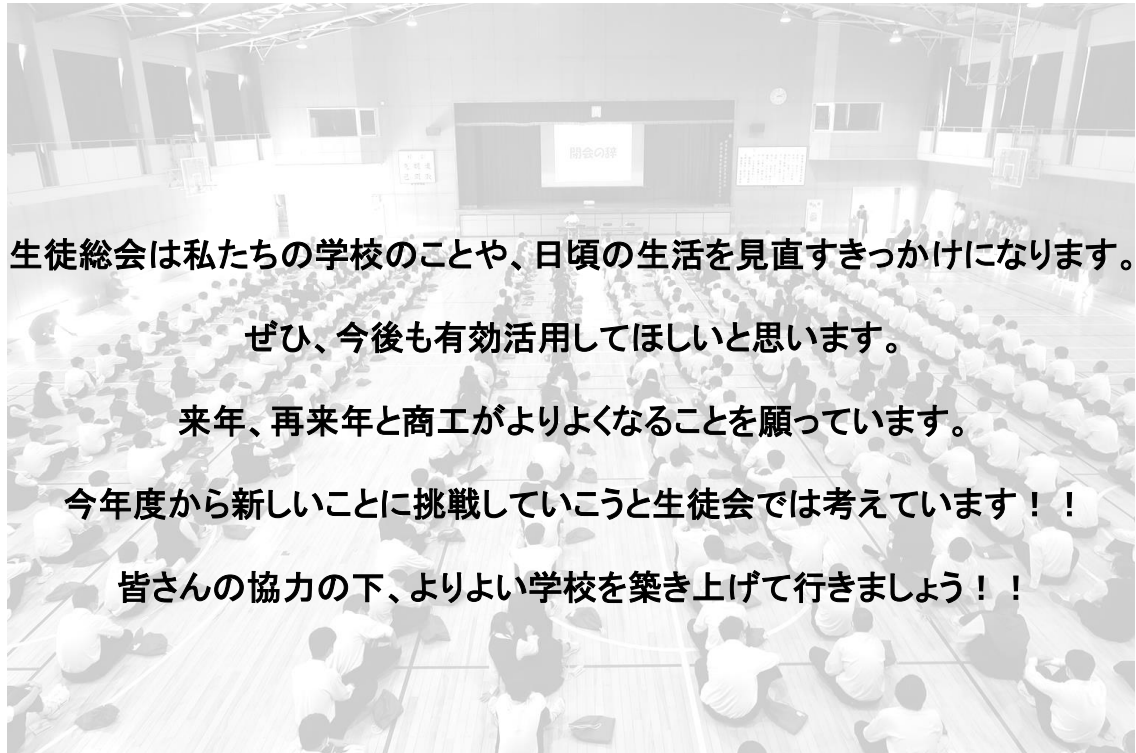 開会の辞
生徒総会は私たちの学校のことや、日頃の生活を見直すきっかけになります。
ぜひ、今後も有効活用してほしいと思います。
来年、再来年と商工がよりよくなることを願っています。
今年度から新しいことに挑戦していこうと生徒会では考えています！！
皆さんの協力の下、よりよい学校を築き上げて行きましょう！！